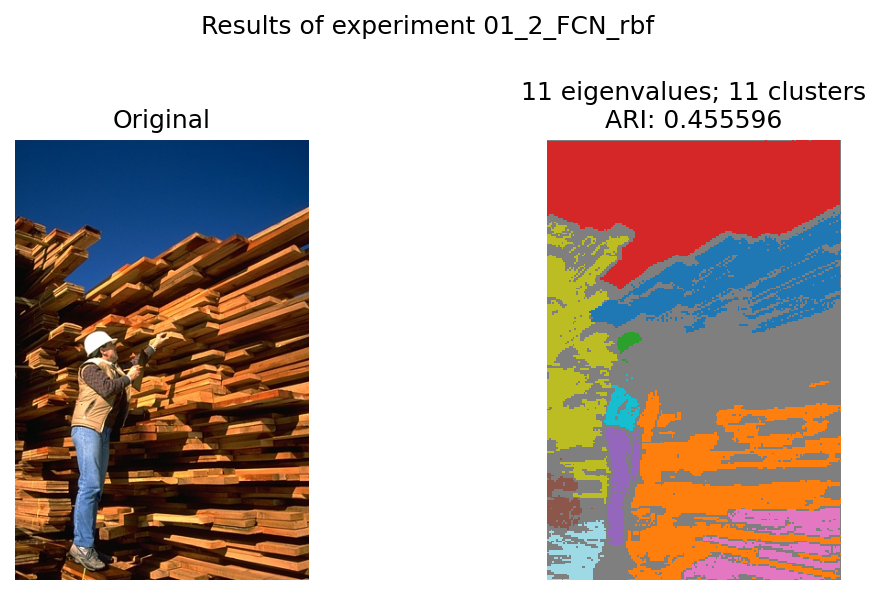 Results of experiment 01_2_FCN_rbf
Original
11 eigenvalues; 11 clusters
ARI: 0.455596